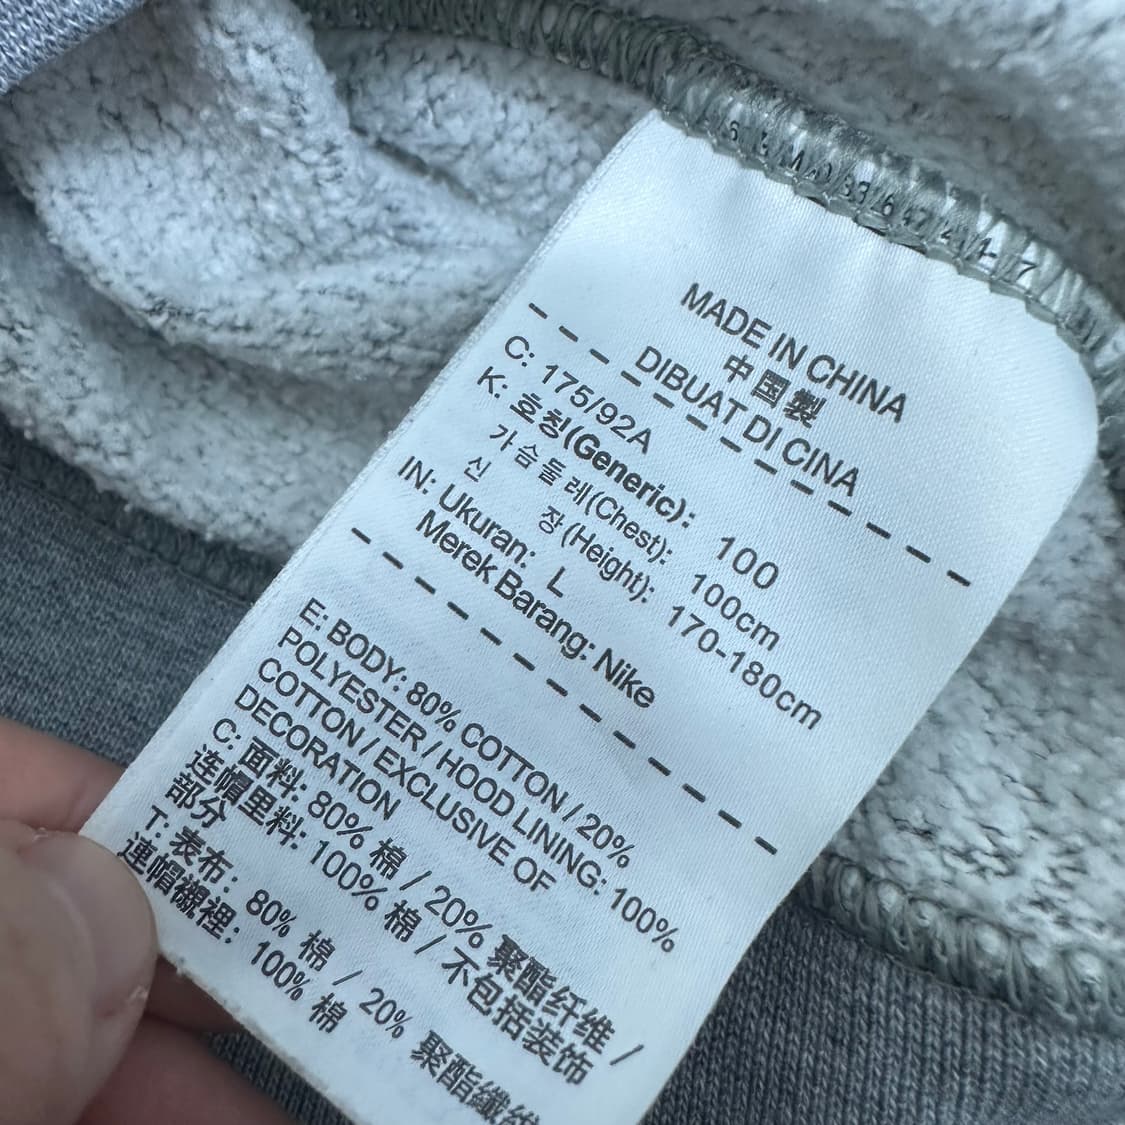 MADE IN CHINA
中国製
DIBUAT DI CINA
C: 175/92A
K: 호칭(Generic): 100
가슴둘레(Chest): 100cm
신 장(Height): 170-180cm
IN: Ukuran: L
Merek Barang: Nike
E: BODY: 80% COTTON / 20%
POLYESTER / HOOD LINING: 100%
COTTON / EXCLUSIVE OF
DECORATION
C: 面料: 80% 棉 / 20% 聚酯纤维 /
连帽里料: 100% 棉 / 不包括装饰
部分
T: 表布: 80% 棉 / 20% 聚酯纖維
連帽襯裡: 100% 棉